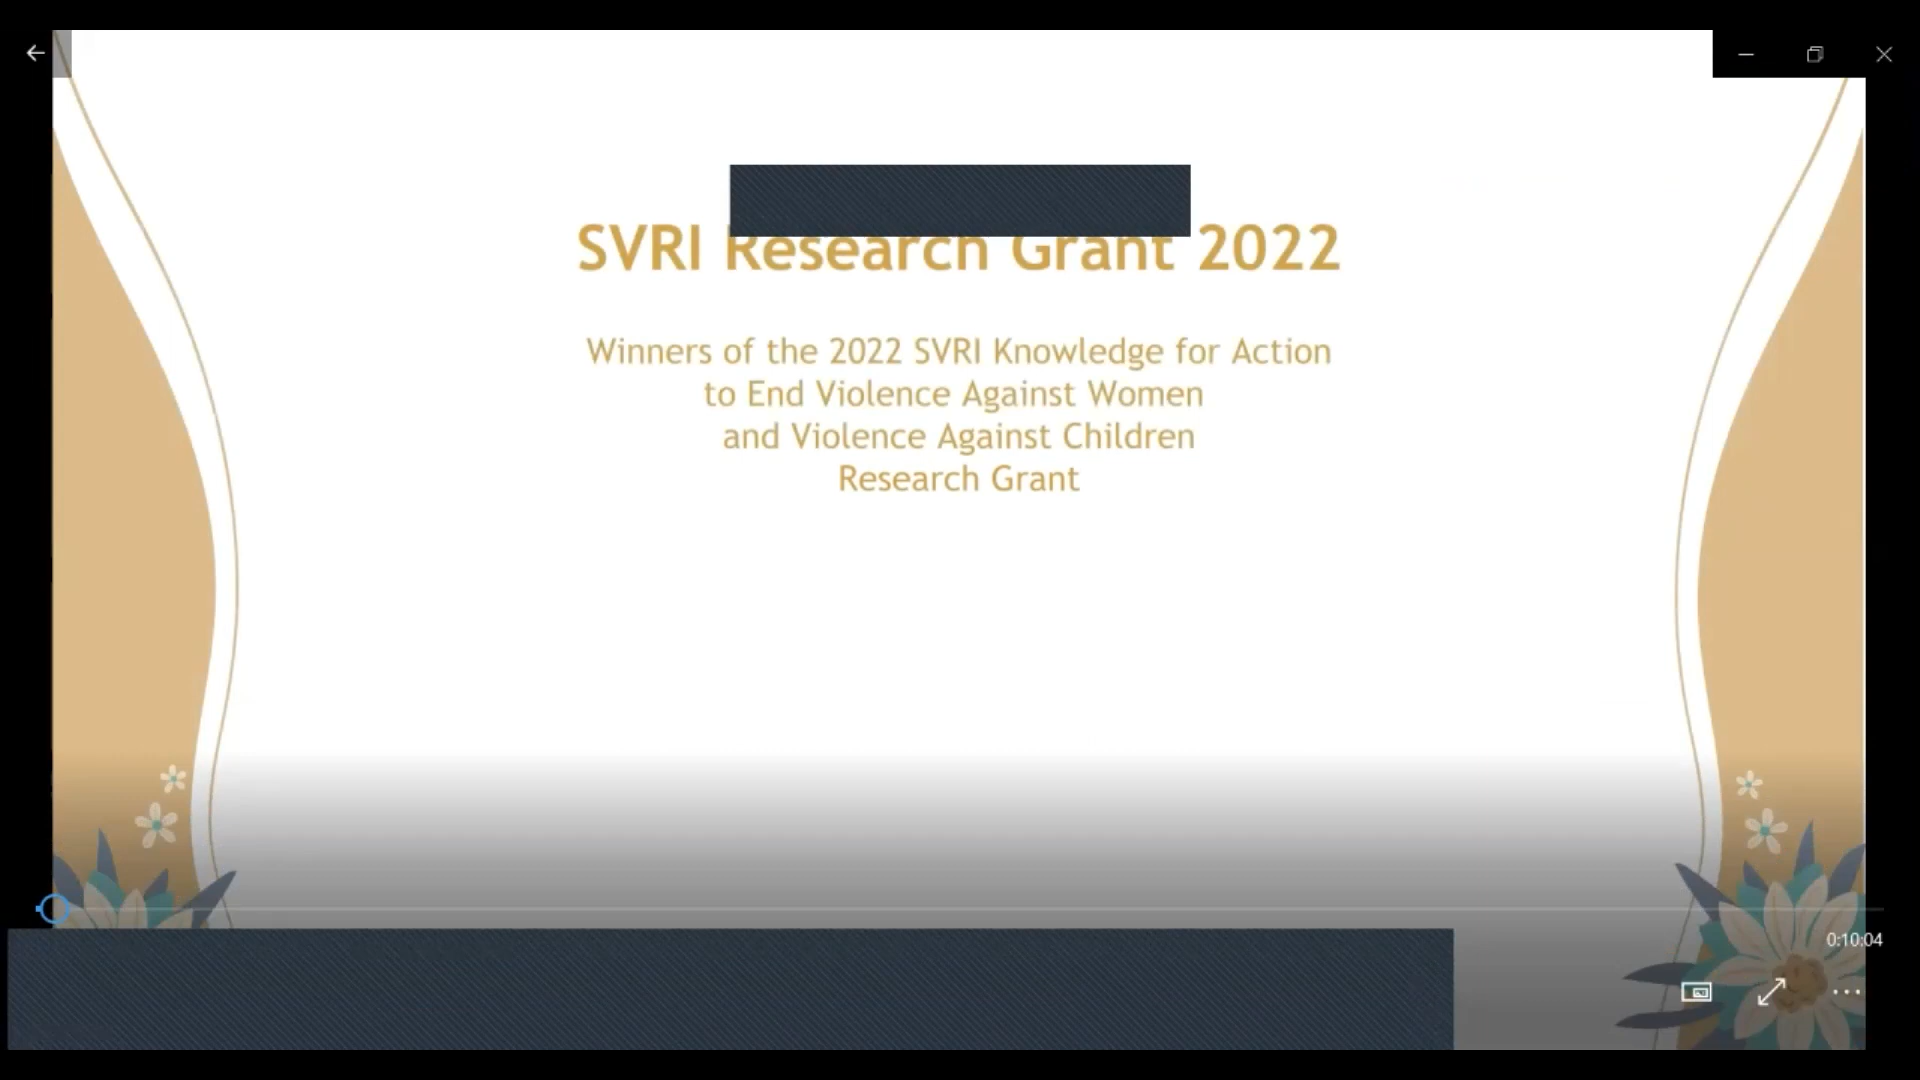 SVRI Research Grant 2022
Winners of the 2022 SVRI Knowledge for Action
to End Violence Against Women
and Violence Against Children
Research Grant
0:10:04